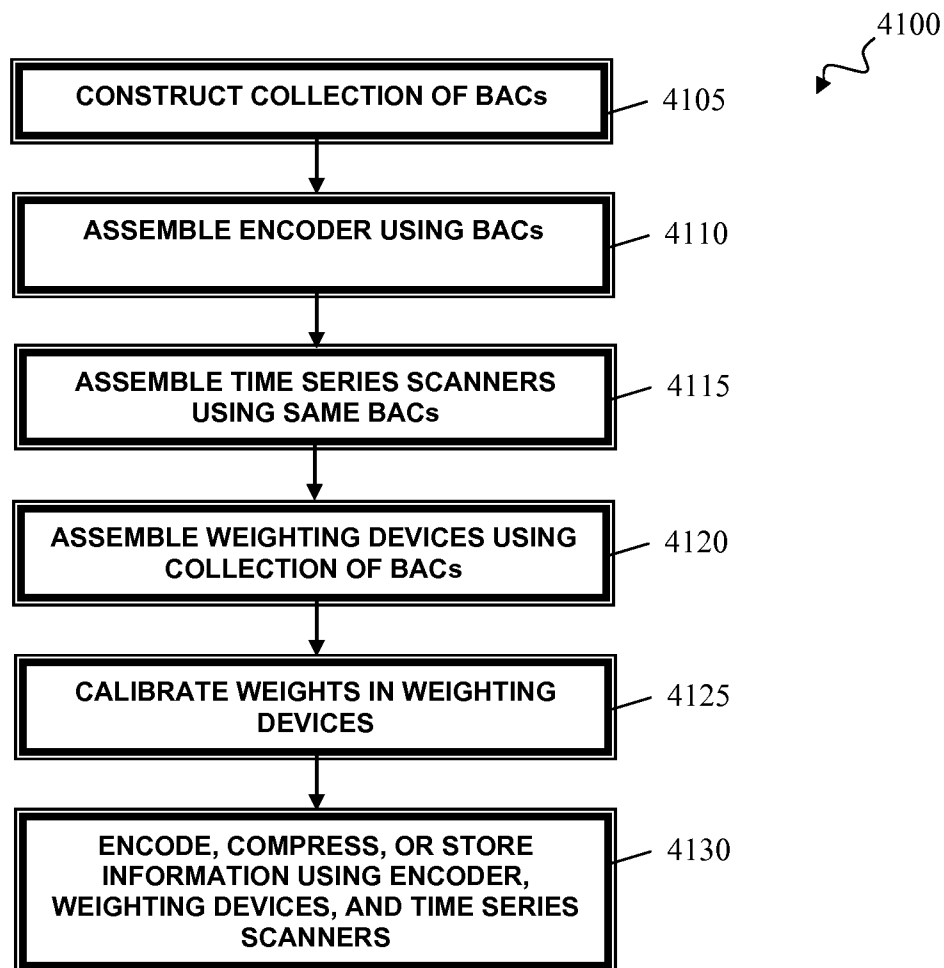 4100
CONSTRUCT COLLECTION OF BACs
4105
ASSEMBLE ENCODER USING BACs
4110
ASSEMBLE TIME SERIES SCANNERS
USING SAME BACs
4115
ASSEMBLE WEIGHTING DEVICES USING
COLLECTION OF BACs
4120
CALIBRATE WEIGHTS IN WEIGHTING
DEVICES
4125
ENCODE, COMPRESS, OR STORE
INFORMATION USING ENCODER,
WEIGHTING DEVICES, AND TIME SERIES
SCANNERS
4130